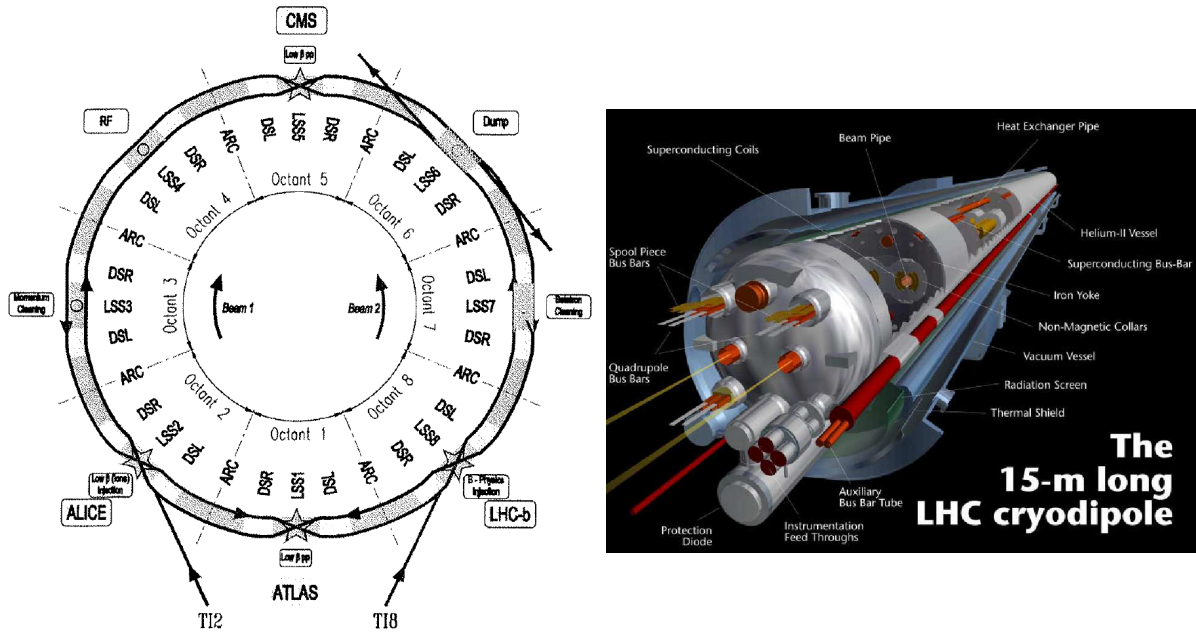 CMS
Low β pp
RF
Dump
ARC
DSL
LSS5
DSR
ARC
DSR
LSS4
DSL
DSL
LSS6
DSR
Octant 5
Octant 4
Octant 6
ARC
ARC
DSR
LSS3
DSL
DSL
LSS7
DSR
Octant 3
Octant 7
Momentum
Cleaning
Betatron
Cleaning
Beam 1
Beam 2
ARC
ARC
Octant 2
Octant 8
Octant 1
DSR
LSS2
DSL
DSL
LSS8
DSR
ARC
DSR
LSS1
DSL
ARC
Low β (ions)
Injection
B - Physics
Injection
ALICE
LHC-b
Low β pp
ATLAS
TI2
TI8
Superconducting Coils
Beam Pipe
Heat Exchanger Pipe
Spool Piece
Bus Bars
Helium-II Vessel
Superconducting Bus-Bar
Iron Yoke
Non-Magnetic Collars
Vacuum Vessel
Quadrupole
Bus Bars
Radiation Screen
Thermal Shield
Auxiliary
Bus Bar Tube
Protection
Diode
Instrumentation
Feed Throughs
The
15-m long
LHC cryodipole